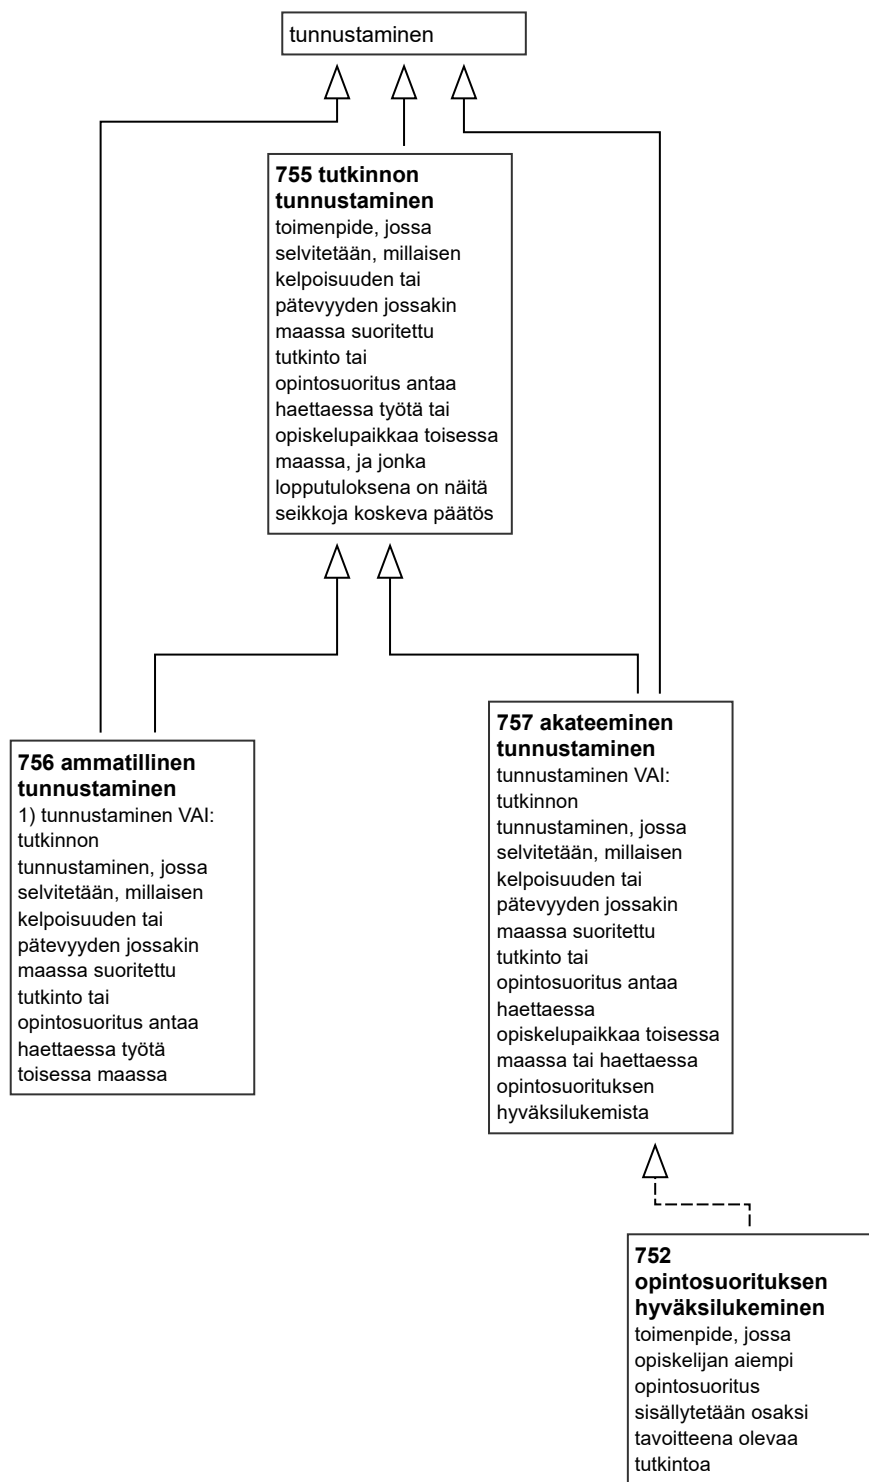 tunnustaminen
755 tutkinnon
tunnustaminen
toimenpide, jossa
selvitetään, millaisen
kelpoisuuden tai
pätevyyden jossakin
maassa suoritettu
tutkinto tai
opintosuoritus antaa
haettaessa työtä tai
opiskelupaikkaa toisessa
maassa, ja jonka
lopputuloksena on näitä
seikkoja koskeva päätös
756 ammatillinen
tunnustaminen
1) tunnustaminen VAI:
tutkinnon
tunnustaminen, jossa
selvitetään, millaisen
kelpoisuuden tai
pätevyyden jossakin
maassa suoritettu
tutkinto tai
opintosuoritus antaa
haettaessa työtä
toisessa maassa
757 akateeminen
tunnustaminen
tunnustaminen VAI:
tutkinnon
tunnustaminen, jossa
selvitetään, millaisen
kelpoisuuden tai
pätevyyden jossakin
maassa suoritettu
tutkinto tai
opintosuoritus antaa
haettaessa
opiskelupaikkaa toisessa
maassa tai haettaessa
opintosuorituksen
hyväksilukemista
752
opintosuorituksen
hyväksilukeminen
toimenpide, jossa
opiskelijan aiempi
opintosuoritus
sisällytetään osaksi
tavoitteena olevaa
tutkintoa